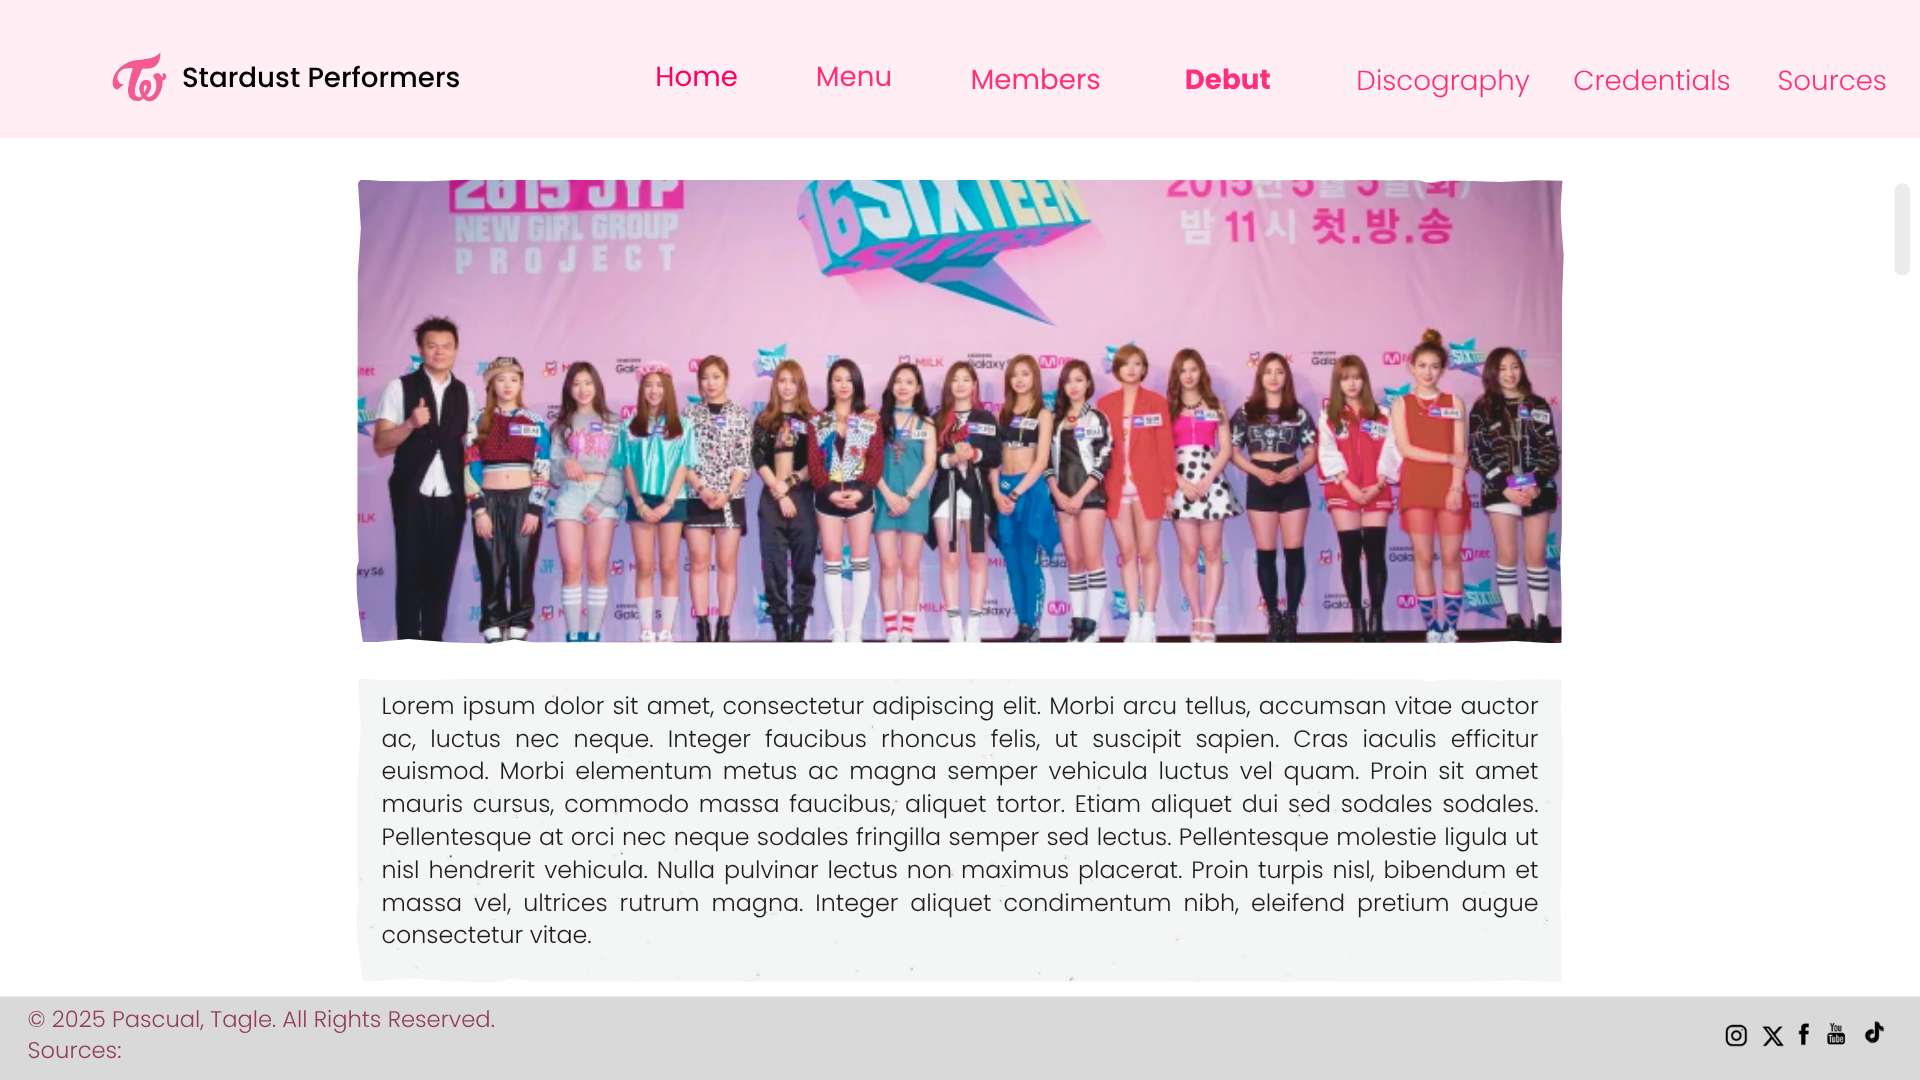 Stardust Performers
Home Menu Members Debut Discography Credentials Sources
2015 JYP
NEW GIRL GROUP
PROJECT
16 SIXTEEN
2015년 5월 5일(화)
밤 11시 첫.방.송
MILK
Mnet
Lorem ipsum dolor sit amet, consectetur adipiscing elit. Morbi arcu tellus, accumsan vitae auctor
ac, luctus nec neque. Integer faucibus rhoncus felis, ut suscipit sapien. Cras iaculis efficitur
euismod. Morbi elementum metus ac magna semper vehicula luctus vel quam. Proin sit amet
mauris cursus, commodo massa faucibus, aliquet tortor. Etiam aliquet dui sed sodales sodales.
Pellentesque at orci nec neque sodales fringilla semper sed lectus. Pellentesque molestie ligula ut
nisl hendrerit vehicula. Nulla pulvinar lectus non maximus placerat. Proin turpis nisl, bibendum et
massa vel, ultrices rutrum magna. Integer aliquet condimentum nibh, eleifend pretium augue
consectetur vitae.
© 2025 Pascual, Tagle. All Rights Reserved.
Sources:
You
Tube